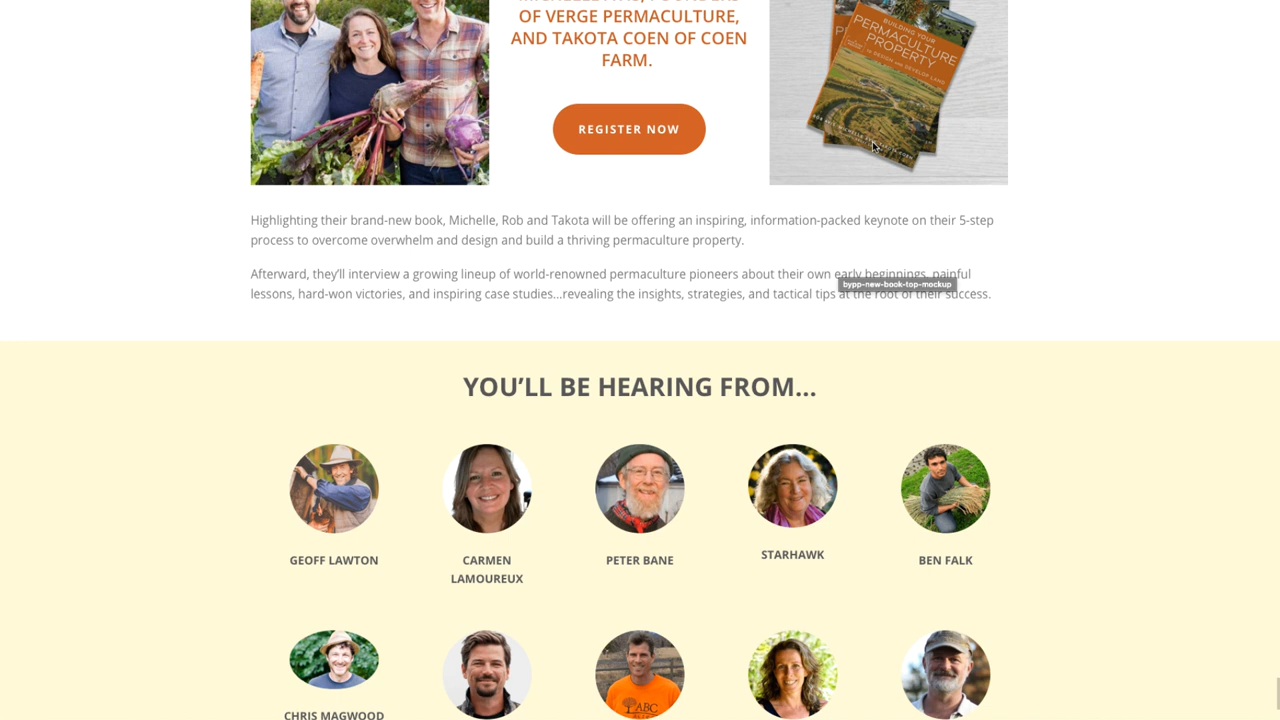 OF VERGE PERMACULTURE,
AND TAKOTA COEN OF COEN
FARM.
REGISTER NOW
BUILDING YOUR
PERMACULTURE
PROPERTY
Highlighting their brand-new book, Michelle, Rob and Takota will be offering an inspiring, information-packed keynote on their 5-step
process to overcome overwhelm and design and build a thriving permaculture property.
Afterward, they'll interview a growing lineup of world-renowned permaculture pioneers about their own early beginnings, painful
bypp-new-book-top-mockup
lessons, hard-won victories, and inspiring case studies...revealing the insights, strategies, and tactical tips at the root of their success.
YOU'LL BE HEARING FROM...
GEOFF LAWTON
CARMEN
LAMOUREUX
PETER BANE
STARHAWK
BEN FALK
CHRIS MAGWOOD
ABC